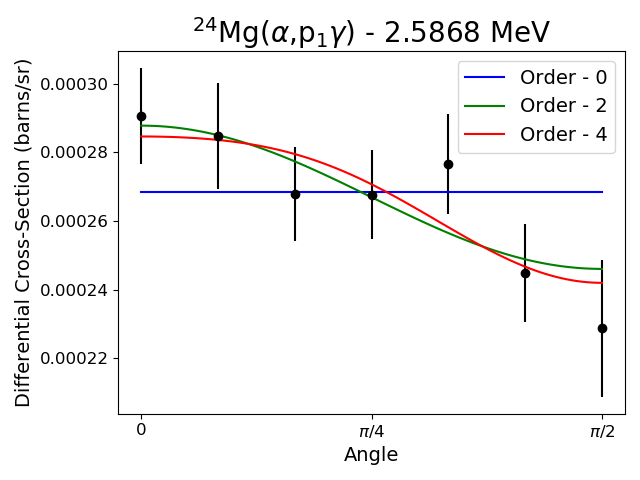 ²⁴Mg(α,p₁γ) - 2.5868 MeV
Order - 0
Order - 2
Order - 4
Differential Cross-Section (barns/sr)
0.00030
0.00028
0.00026
0.00024
0.00022
0
π/4
π/2
Angle